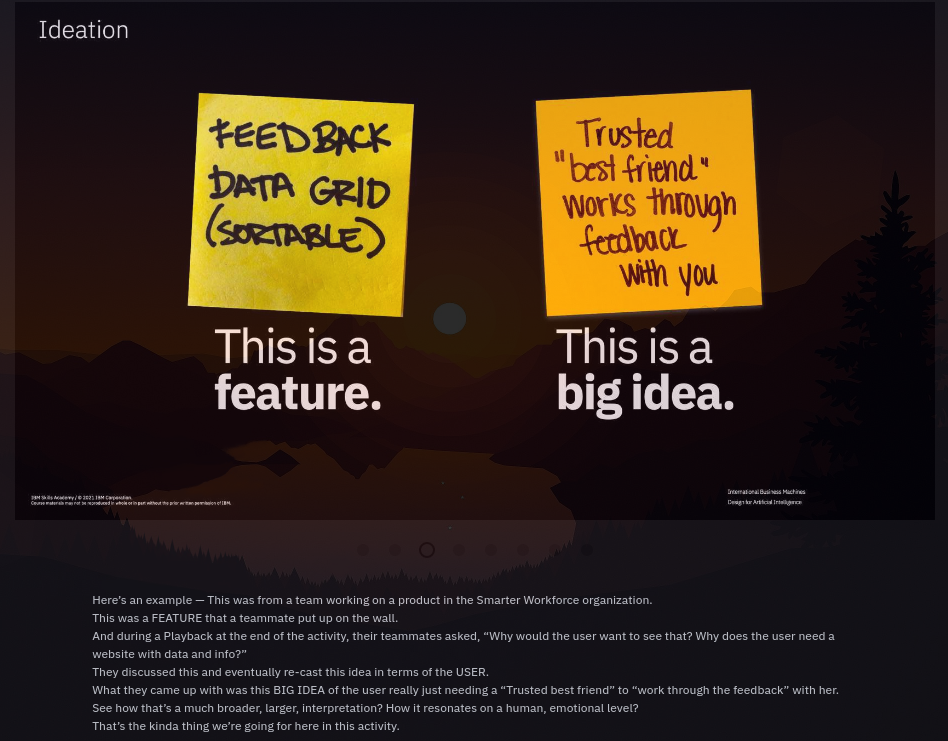 Ideation
FEEDBACK
DATA GRID
(SORTABLE)
Trusted
"best friend"
works through
feedback
with you
This is a
feature.
This is a
big idea.
IBM Skills Academy / © 2021 IBM Corporation.
Course materials may not be reproduced in whole or in part without the prior written permission of IBM.
International Business Machines
Design for Artificial Intelligence
Here's an example — This was from a team working on a product in the Smarter Workforce organization.
This was a FEATURE that a teammate put up on the wall.
And during a Playback at the end of the activity, their teammates asked, “Why would the user want to see that? Why does the user need a
website with data and info?”
They discussed this and eventually re-cast this idea in terms of the USER.
What they came up with was this BIG IDEA of the user really just needing a “Trusted best friend” to “work through the feedback” with her.
See how that's a much broader, larger, interpretation? How it resonates on a human, emotional level?
That's the kinda thing we're going for here in this activity.